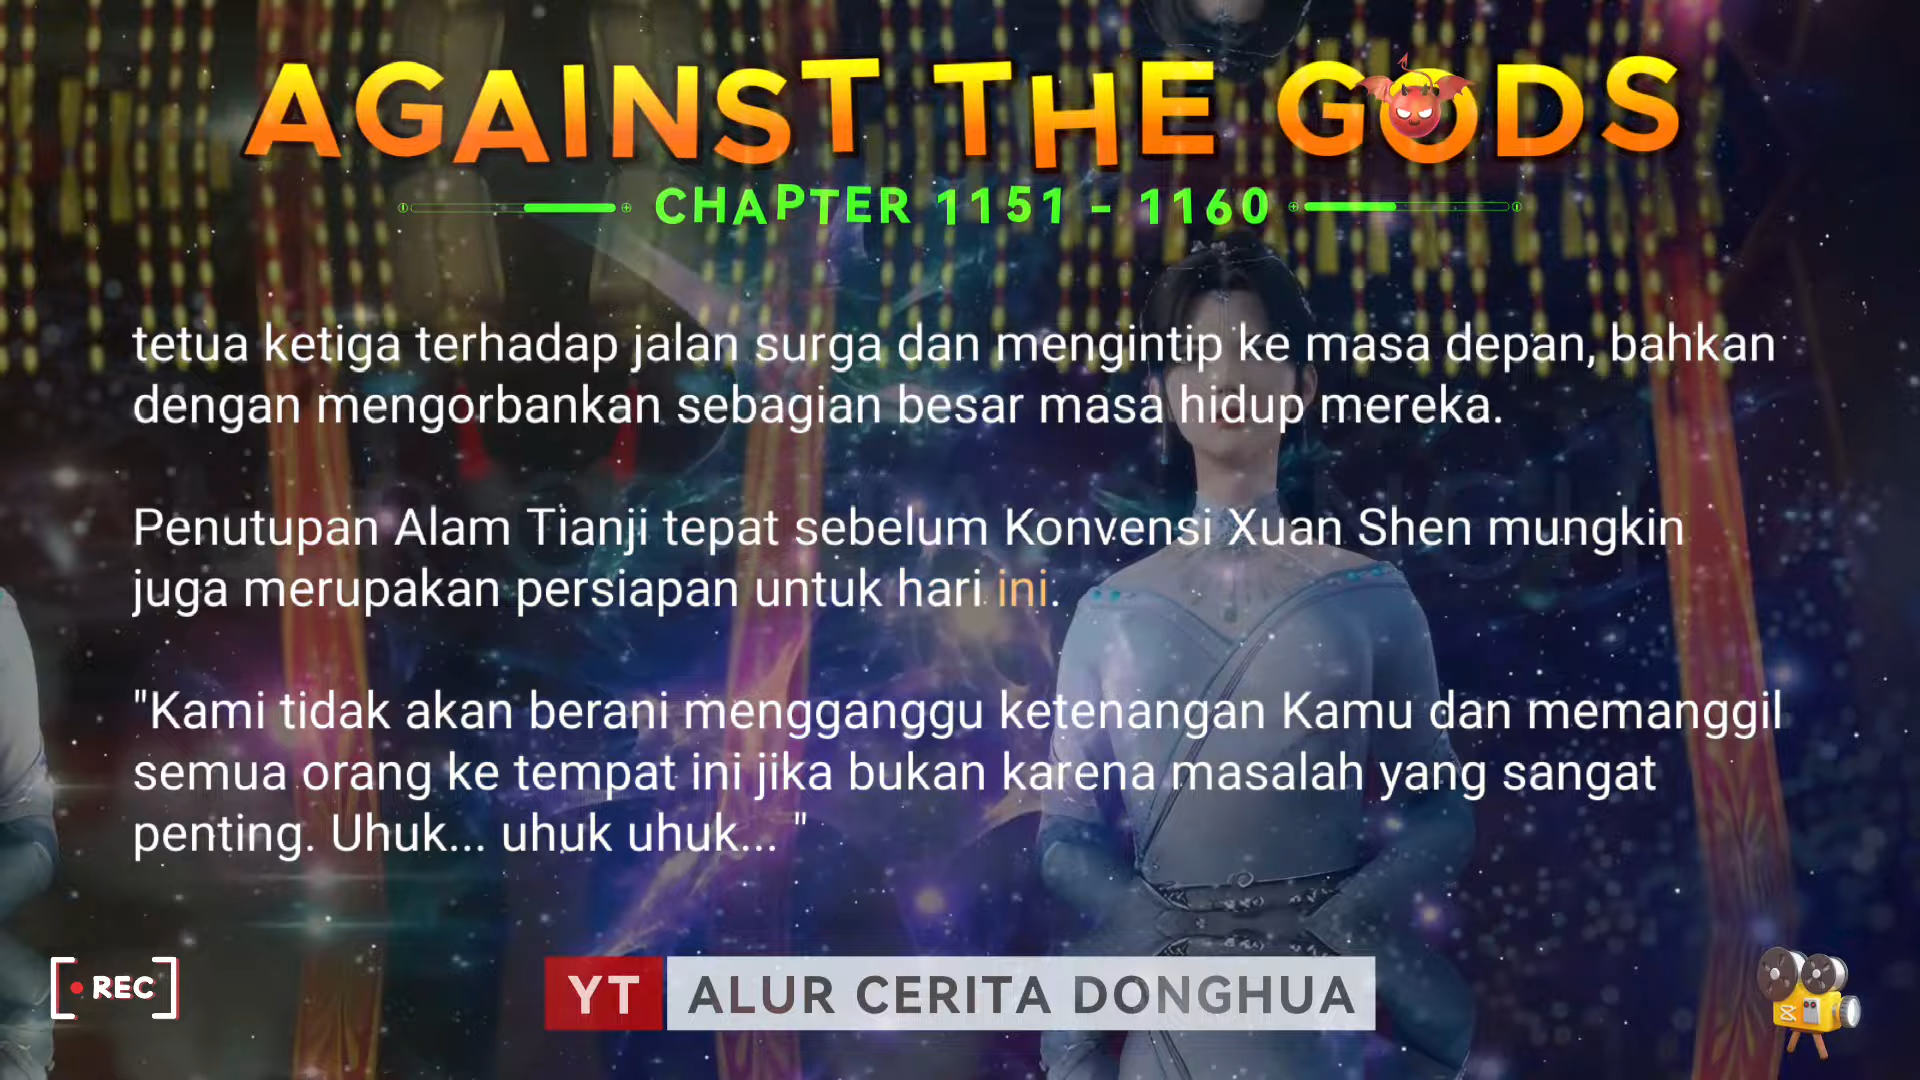 AGAINST THE GODS
CHAPTER 1151 - 1160
tetua ketiga terhadap jalan surga dan mengintip ke masa depan, bahkan
dengan mengorbankan sebagian besar masa hidup mereka.
Penutupan Alam Tianji tepat sebelum Konvensi Xuan Shen mungkin
juga merupakan persiapan untuk hari ini.
"Kami tidak akan berani mengganggu ketenangan Kamu dan memanggil
semua orang ke tempat ini jika bukan karena masalah yang sangat
penting. Uhuk... uhuk uhuk... "
REC
YT ALUR CERITA DONGHUA